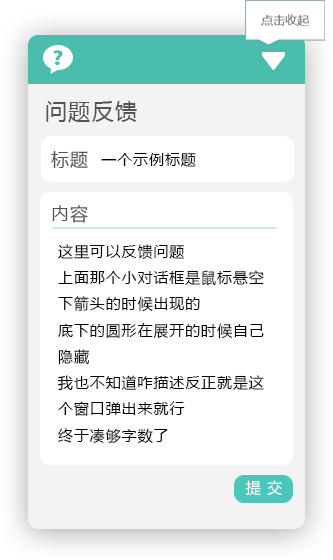 点击收起
?
问题反馈
标题 一个示例标题
内容
这里可以反馈问题
上面那个小对话框是鼠标悬空
下箭头的时候出现的
底下的圆形在展开的时候自己
隐藏
我也不知道咋描述反正就是这
个窗口弹出来就行
终于凑够字数了
提 交